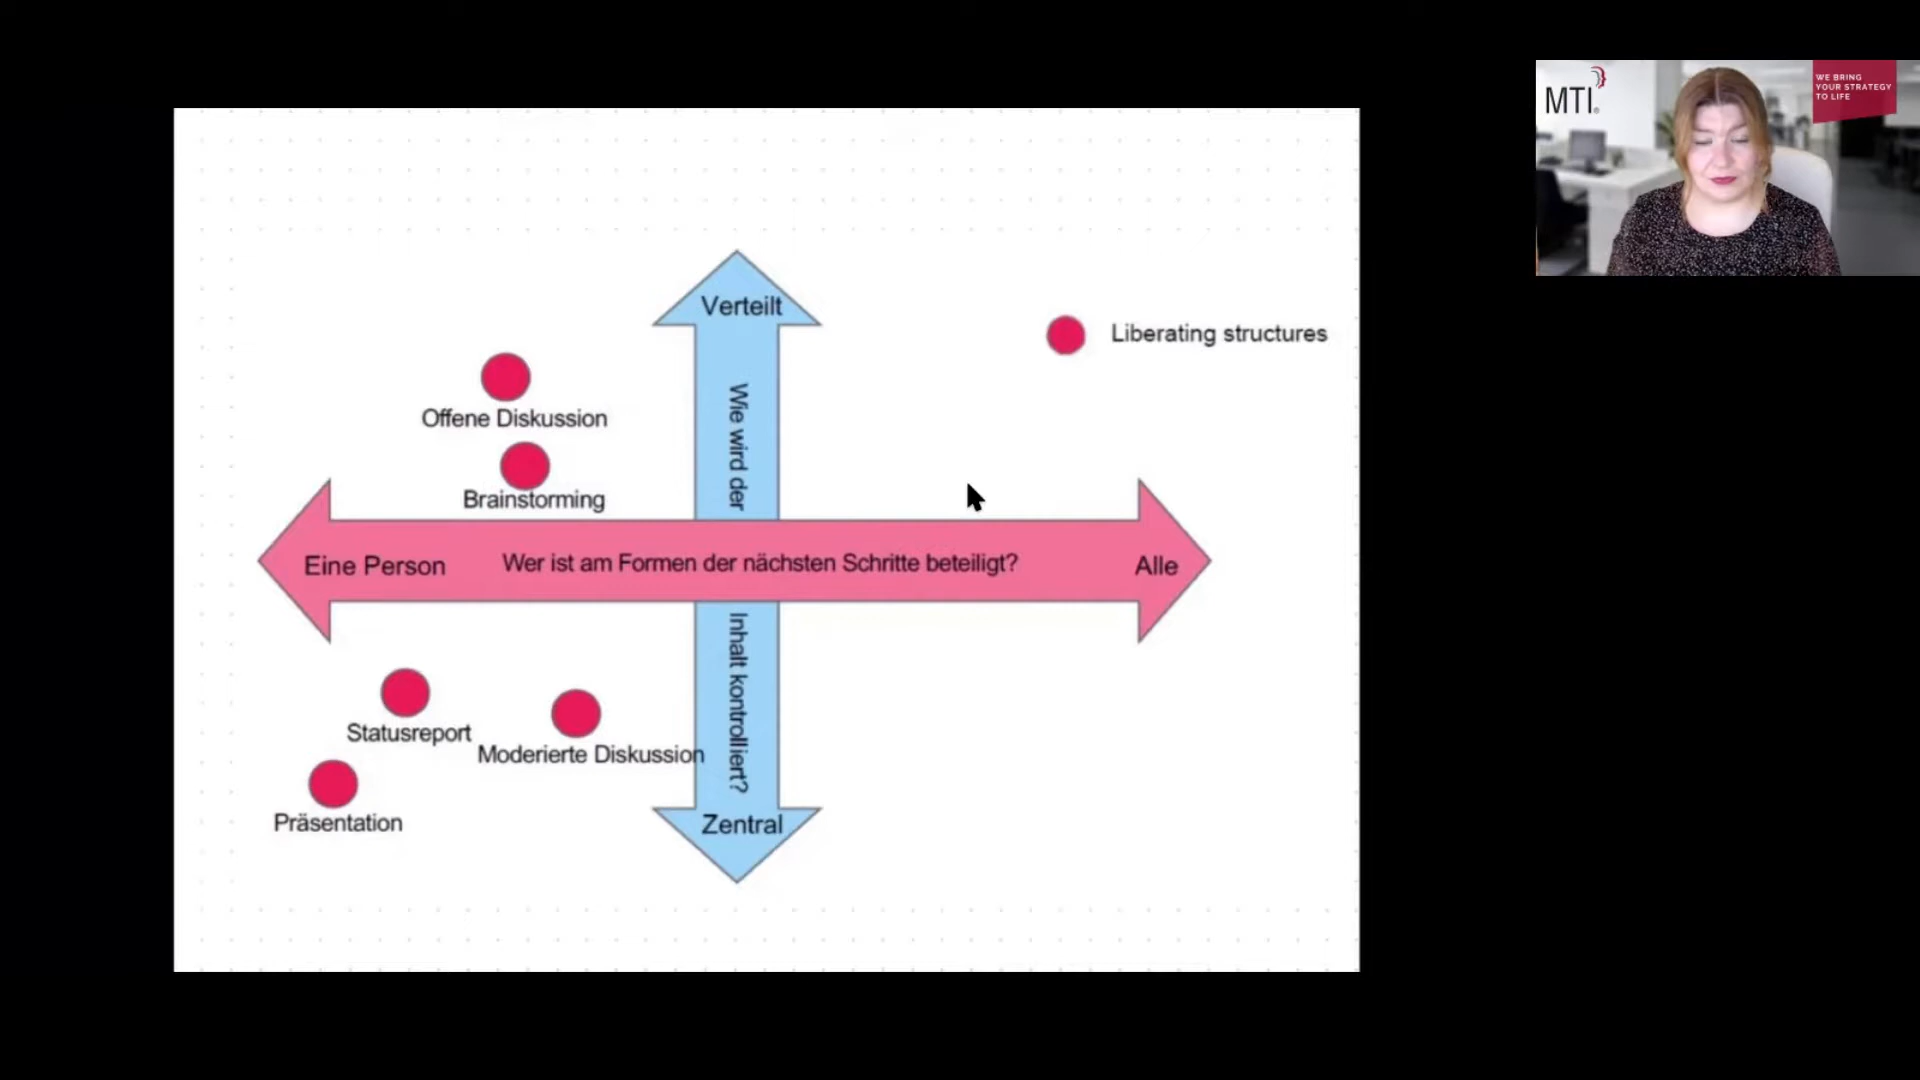 MTI
WE BRING
YOUR STRATEGY
TO LIFE
Verteilt
Liberating structures
Wie wird der
Offene Diskussion
Brainstorming
Eine Person
Wer ist am Formen der nächsten Schritte beteiligt?
Alle
Inhalt kontrolliert?
Statusreport
Moderierte Diskussion
Präsentation
Zentral